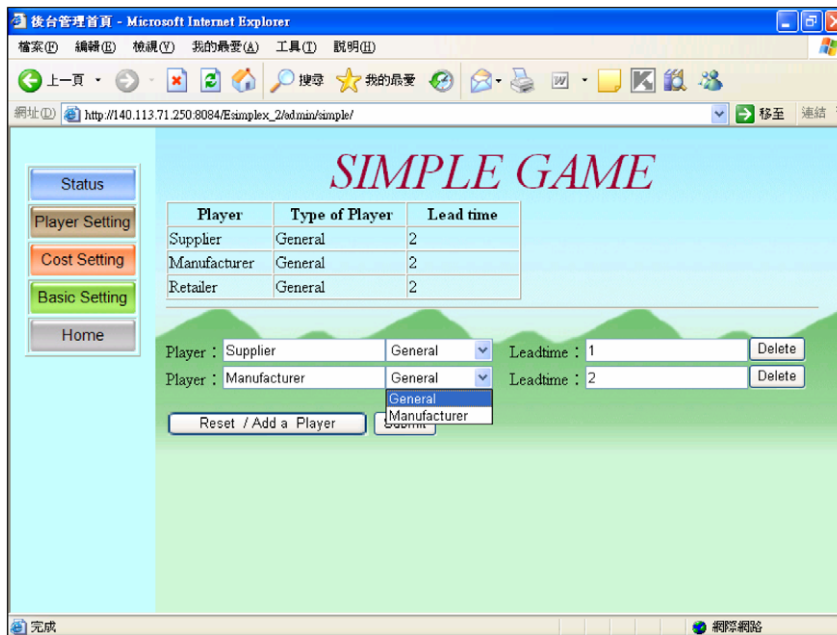 後台管理首頁 - Microsoft Internet Explorer
檔案(F) 編輯(E) 檢視(V) 我的最愛(A) 工具(T) 說明(H)
上一頁 搜尋 我的最愛
網址(D) http://140.113.71.250:8084/Esimplex_2/admin/simple/ 移至 連結
SIMPLE GAME
Status
Player Setting
Cost Setting
Basic Setting
Home
Player Type of Player Lead time
Supplier General 2
Manufacturer General 2
Retailer General 2
Player： Supplier General Leadtime： 1 Delete
Player： Manufacturer General Leadtime： 2 Delete
General
Manufacturer
Reset / Add a Player Submit
完成 網際網路